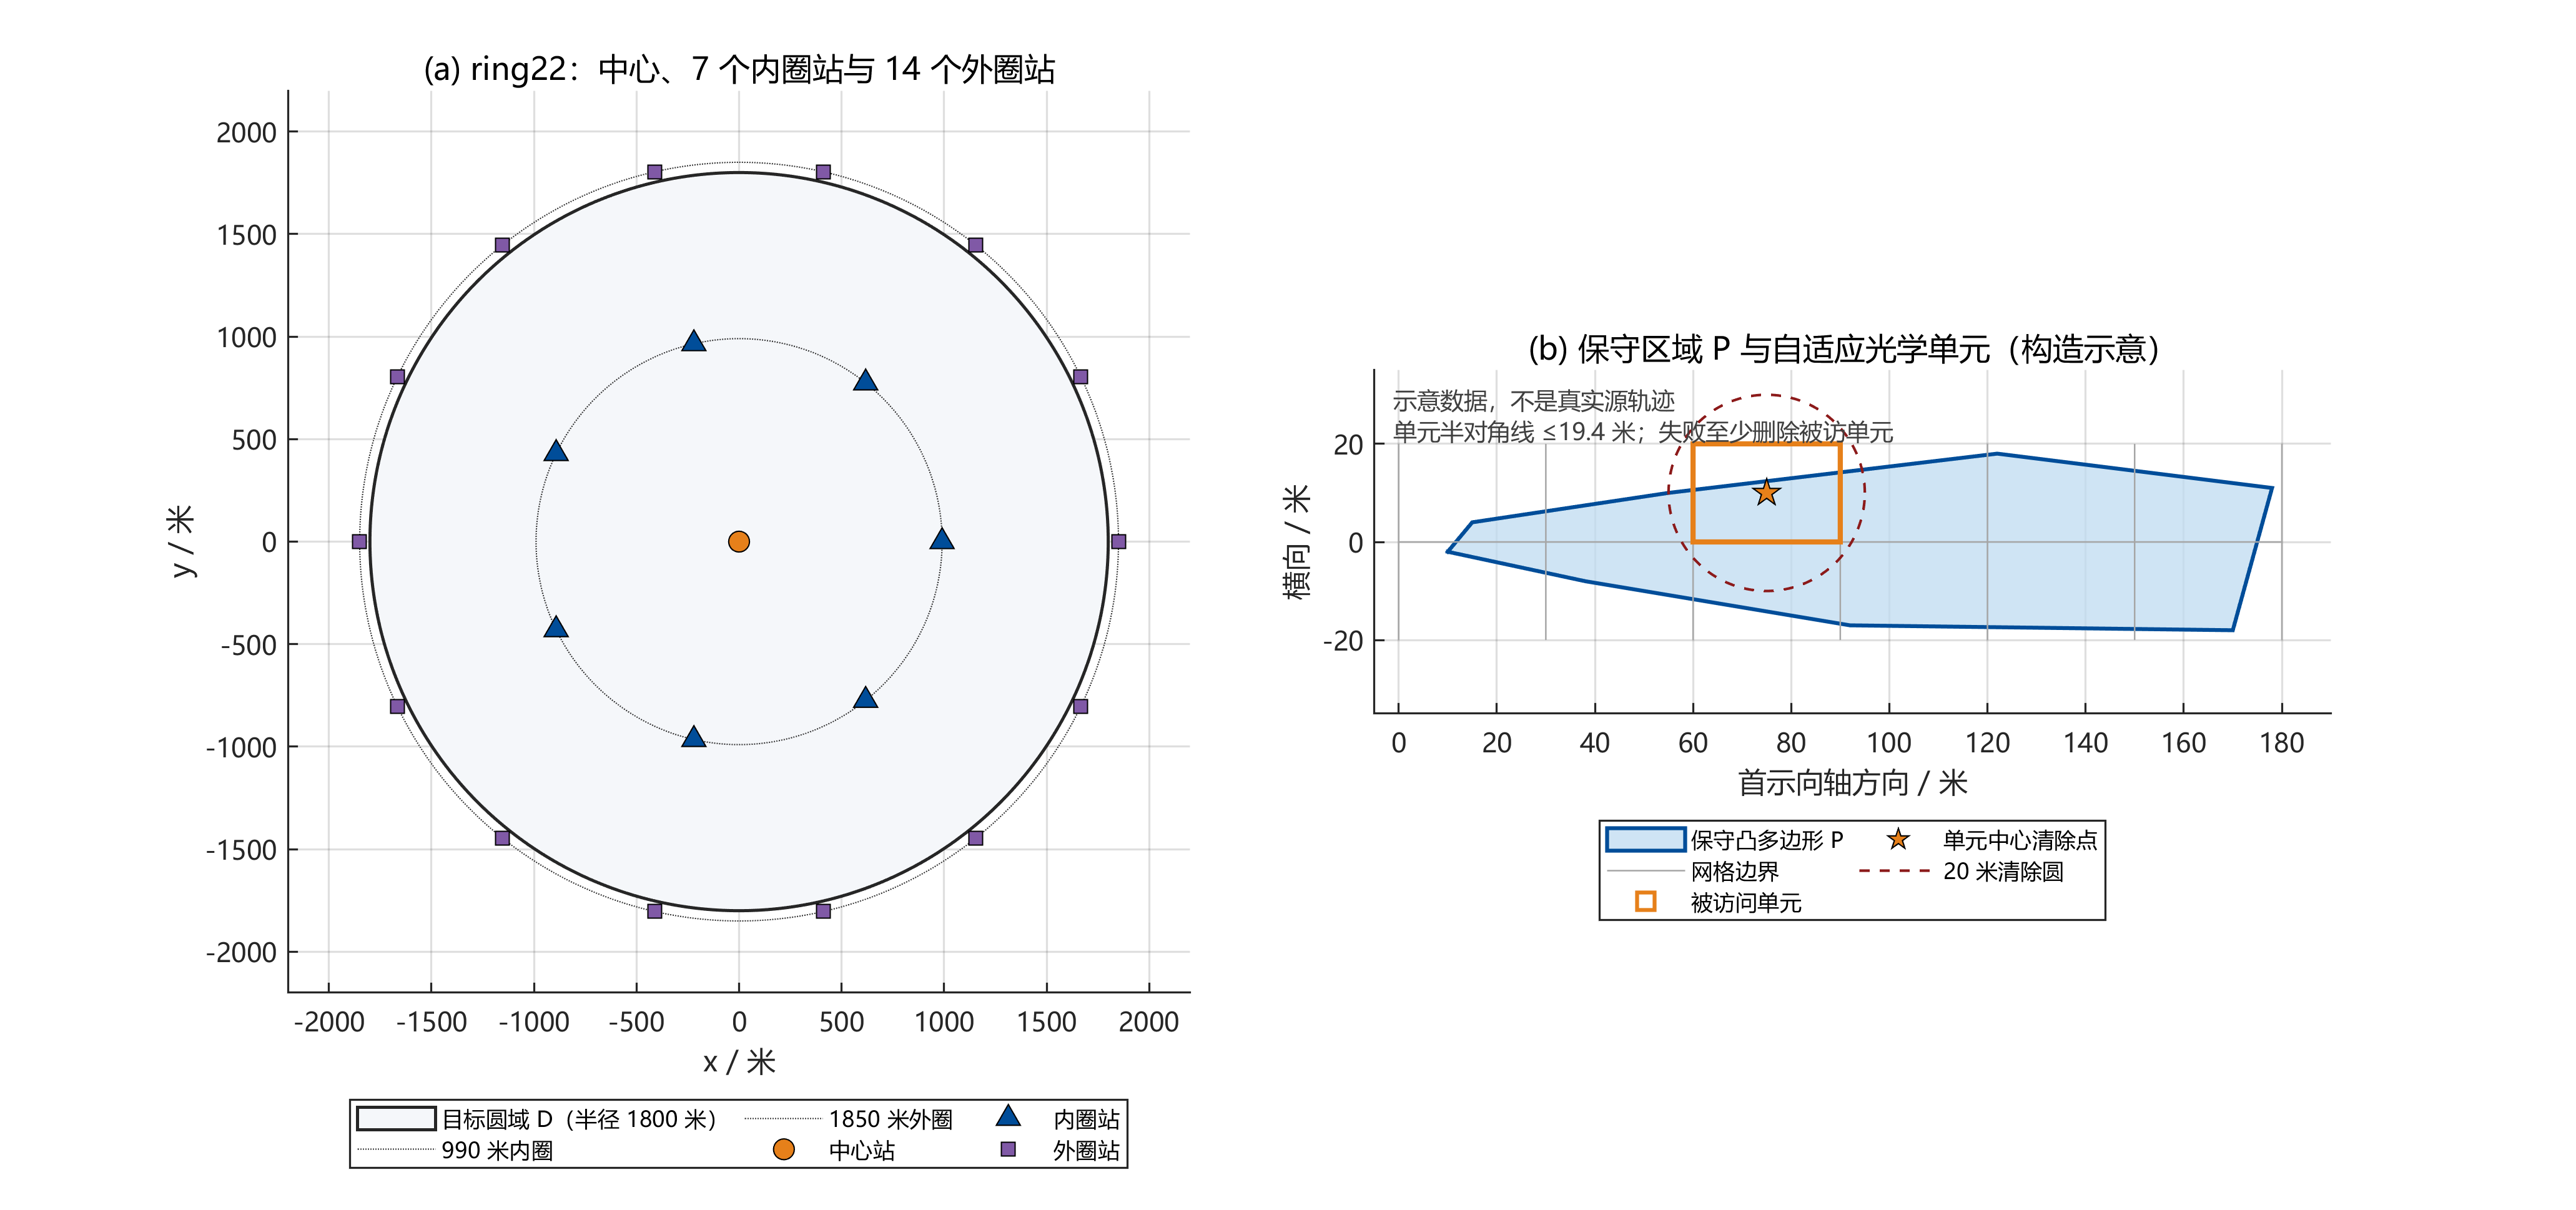 (a) ring22：中心、7 个内圈站与 14 个外圈站
y / 米
2000
1500
1000
500
0
-500
-1000
-1500
-2000
-2000 -1500 -1000 -500 0 500 1000 1500 2000
x / 米
目标圆域 D（半径 1800 米） 1850 米外圈 内圈站
990 米内圈 中心站 外圈站
(b) 保守区域 P 与自适应光学单元（构造示意）
示意数据，不是真实源轨迹
单元半对角线 ≤19.4 米；失败至少删除被访单元
横向 / 米
20
0
-20
0 20 40 60 80 100 120 140 160 180
首示向轴方向 / 米
保守凸多边形 P 单元中心清除点
网格边界 20 米清除圆
被访问单元